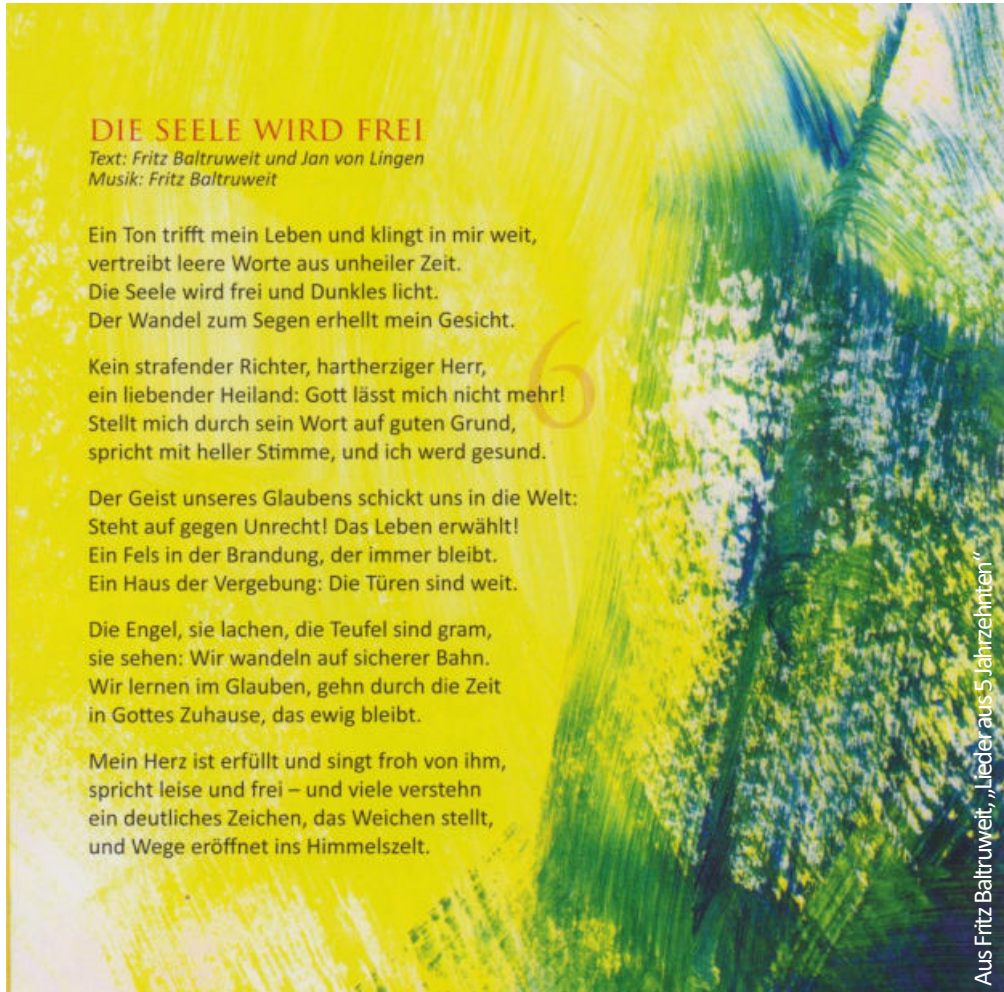 DIE SEELE WIRD FREI
Text: Fritz Baltruweit und Jan von Lingen
Musik: Fritz Baltruweit
Ein Ton trifft mein Leben und klingt in mir weit,
vertreibt leere Worte aus unheiler Zeit.
Die Seele wird frei und Dunkles licht.
Der Wandel zum Segen erhellt mein Gesicht.
6
Kein strafender Richter, hartherziger Herr,
ein liebender Heiland: Gott lässt mich nicht mehr!
Stellt mich durch sein Wort auf guten Grund,
spricht mit heller Stimme, und ich werd gesund.
Der Geist unseres Glaubens schickt uns in die Welt:
Steht auf gegen Unrecht! Das Leben erwählt!
Ein Fels in der Brandung, der immer bleibt.
Ein Haus der Vergebung: Die Türen sind weit.
Die Engel, sie lachen, die Teufel sind gram,
sie sehen: Wir wandeln auf sicherer Bahn.
Wir lernen im Glauben, gehn durch die Zeit
in Gottes Zuhause, das ewig bleibt.
Mein Herz ist erfüllt und singt froh von ihm,
spricht leise und frei – und viele verstehn
ein deutliches Zeichen, das Weichen stellt,
und Wege eröffnet ins Himmelszelt.
Aus Fritz Baltruweit, „Lieder aus 5 Jahrzehnten“